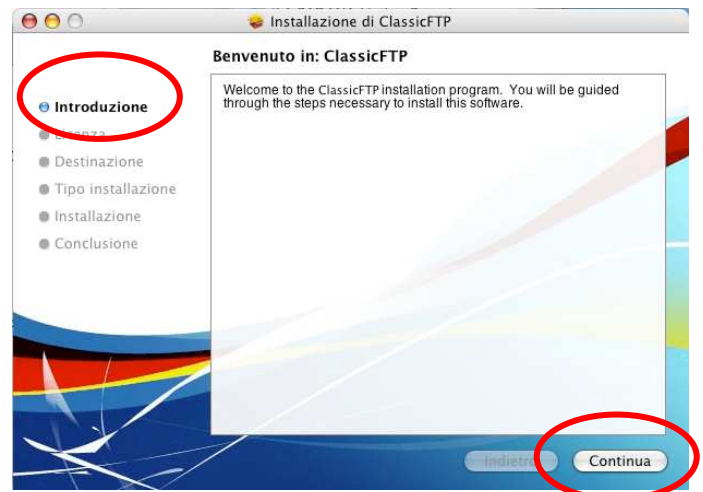 Installazione di ClassicFTP
Benvenuto in: ClassicFTP
Welcome to the ClassicFTP installation program. You will be guided
through the steps necessary to install this software.
Introduzione
Licenza
Destinazione
Tipo installazione
Installazione
Conclusione
Indietro
Continua